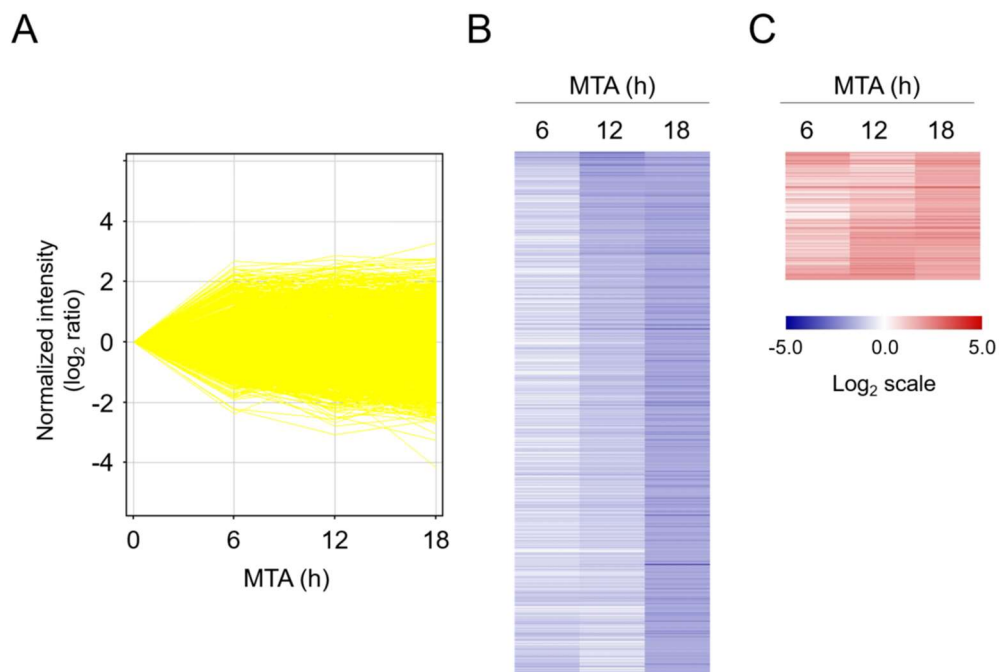 A
B
C
Normalized intensity
(log2 ratio)
4
2
0
-2
-4
0
6
12
18
MTA (h)
MTA (h)
6 12 18
MTA (h)
6 12 18
-5.0 0.0 5.0
Log2 scale